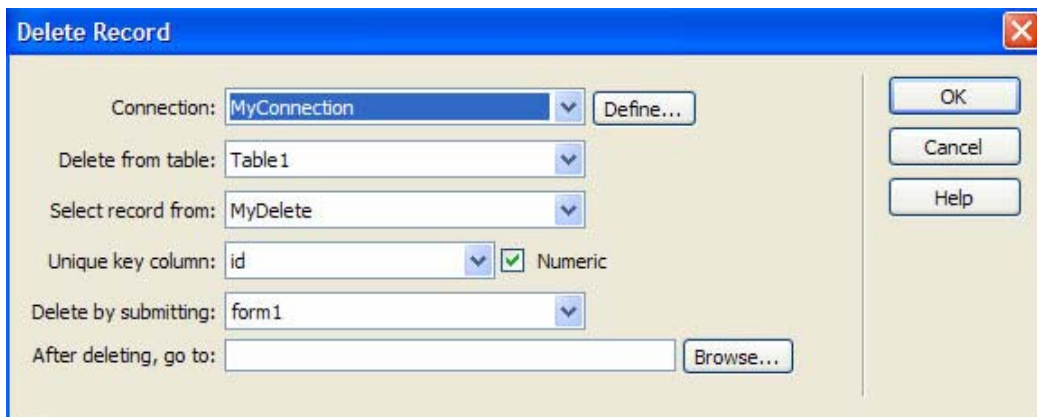 Delete Record
Connection: MyConnection Define... OK
Delete from table: Table1 Cancel
Select record from: MyDelete Help
Unique key column: id Numeric
Delete by submitting: form1
After deleting, go to: Browse...